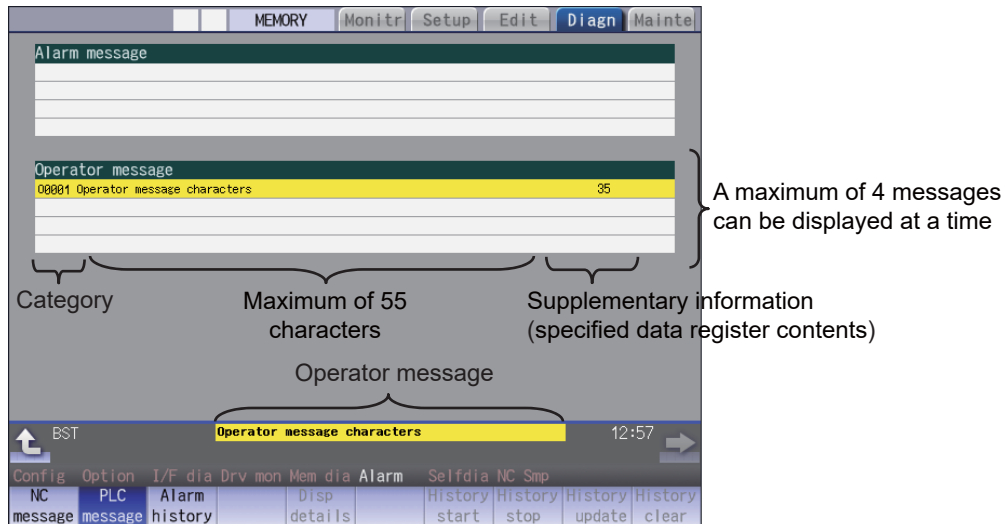 MEMORY Monitr Setup Edit Diagn Mainte
Alarm message
Operator message
O0001 Operator message characters 35
A maximum of 4 messages
can be displayed at a time
Category
Maximum of 55
characters
Supplementary information
(specified data register contents)
Operator message
BST Operator message characters 12:57
Config Option I/F dia Drv mon Mem dia Alarm Selfdia NC Smp
NC PLC Alarm Disp History History History History
message message history details start stop update clear